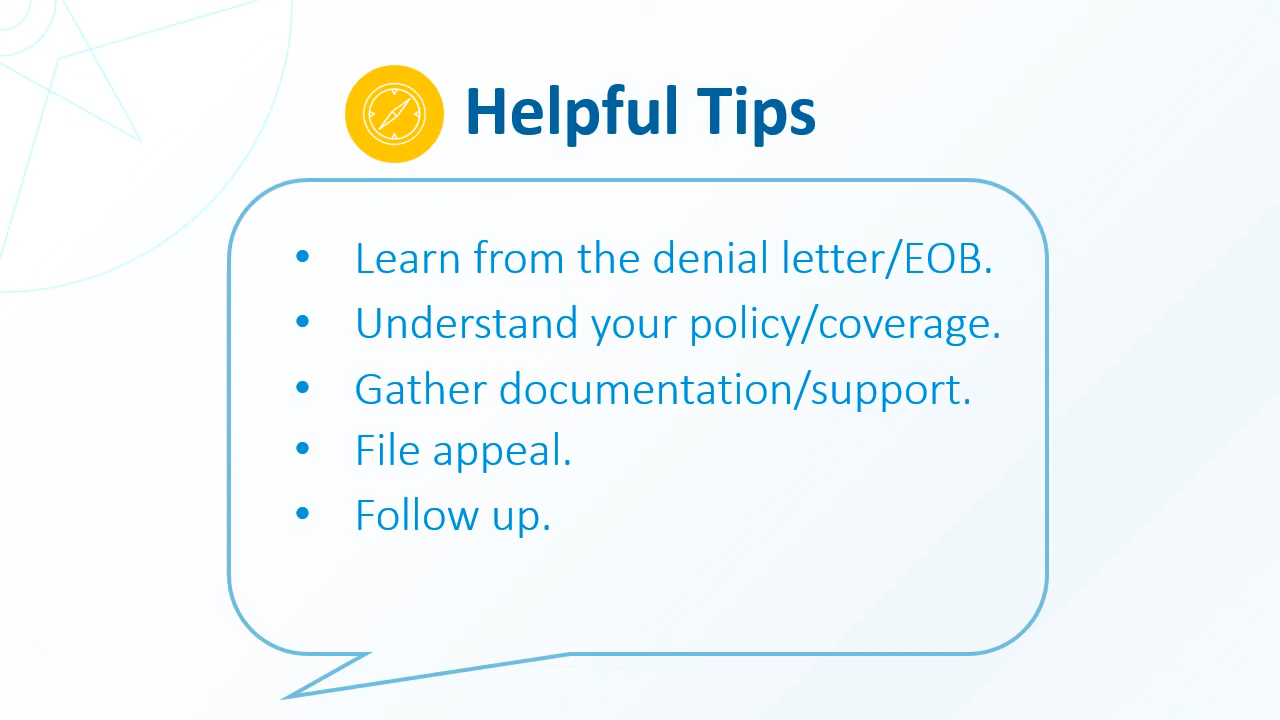 Helpful Tips
• Learn from the denial letter/EOB.
• Understand your policy/coverage.
• Gather documentation/support.
• File appeal.
• Follow up.